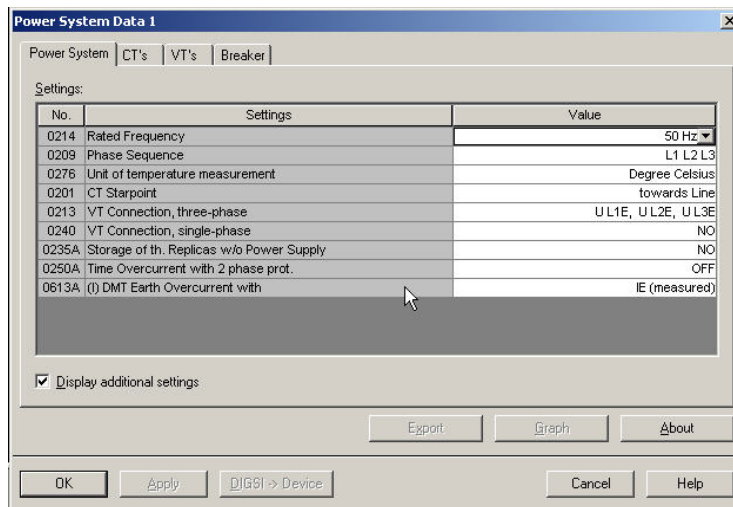 Power System Data 1
Power System CT's VT's Breaker
Settings:
No. Settings Value
0214 Rated Frequency 50 Hz
0209 Phase Sequence L1 L2 L3
0276 Unit of temperature measurement Degree Celsius
0201 CT Starpoint towards Line
0213 VT Connection, three-phase U L1E, U L2E, U L3E
0240 VT Connection, single-phase NO
0235A Storage of th. Replicas w/o Power Supply NO
0250A Time Overcurrent with 2 phase prot. OFF
0613A (I) DMT Earth Overcurrent with IE (measured)
Display additional settings
Export Graph About
OK Apply DIGSI -> Device Cancel Help